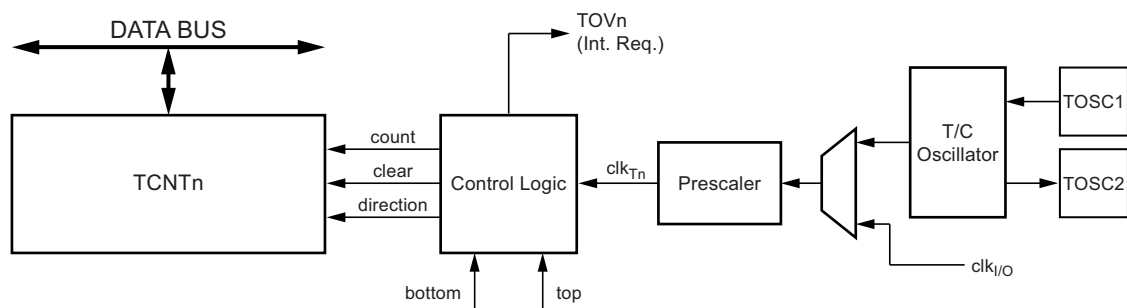 DATA BUS
TOVn
(Int. Req.)
TCNTn
count
clear
direction
Control Logic
clkTn
Prescaler
T/C
Oscillator
TOSC1
TOSC2
clkI/O
bottom
top